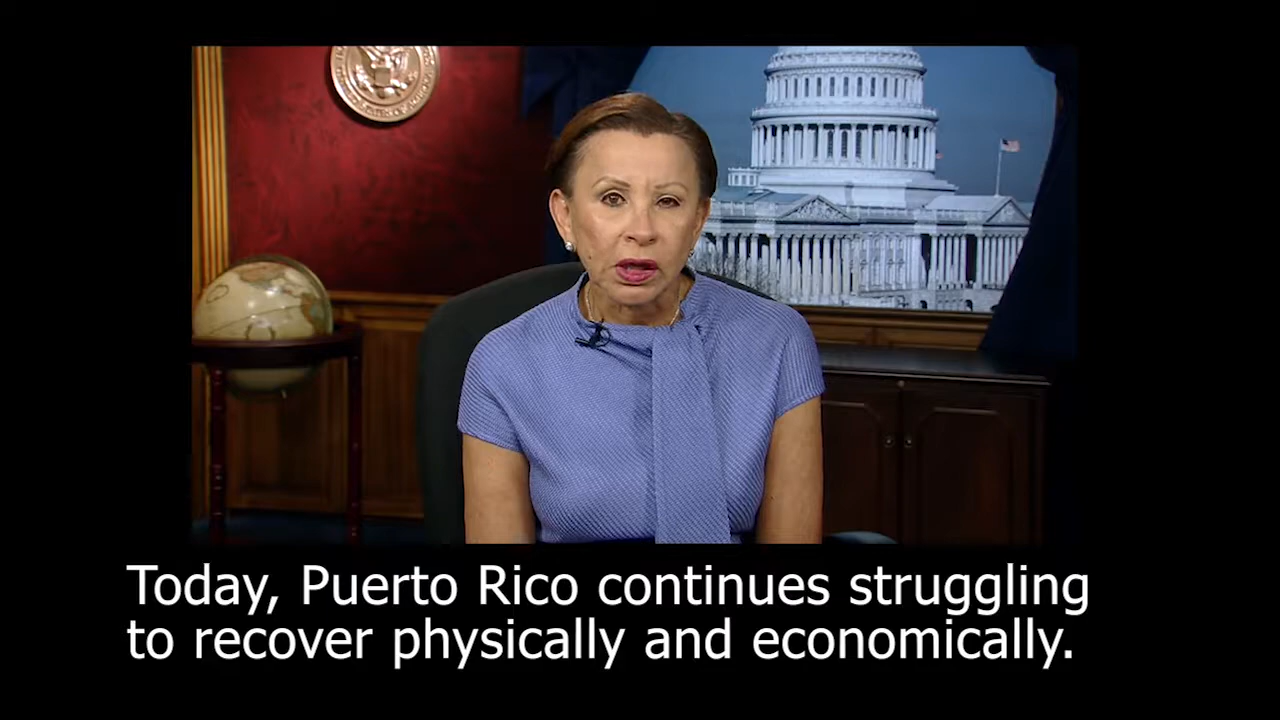 Today, Puerto Rico continues struggling
to recover physically and economically.